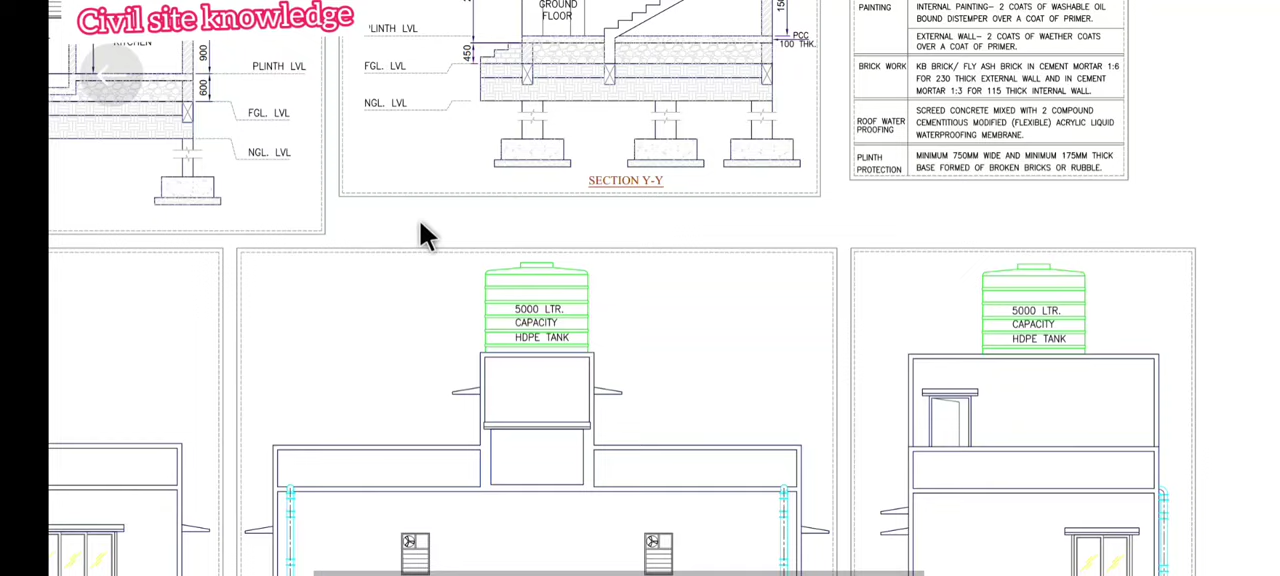 Civil site knowledge
KITCHEN
900
PLINTH LVL
600
FGL. LVL
NGL. LVL
GROUND
FLOOR
'LINTH LVL
450
FGL. LVL
NGL. LVL
150
PCC
100 THK.
SECTION Y-Y
PAINTING
INTERNAL PAINTING- 2 COATS OF WASHABLE OIL
BOUND DISTEMPER OVER A COAT OF PRIMER.
EXTERNAL WALL- 2 COATS OF WAETHER COATS
OVER A COAT OF PRIMER.
BRICK WORK
KB BRICK/ FLY ASH BRICK IN CEMENT MORTAR 1:6
FOR 230 THICK EXTERNAL WALL AND IN CEMENT
MORTAR 1:3 FOR 115 THICK INTERNAL WALL.
ROOF WATER
PROOFING
SCREED CONCRETE MIXED WITH 2 COMPOUND
CEMENTITIOUS MODIFIED (FLEXIBLE) ACRYLIC LIQUID
WATERPROOFING MEMBRANE.
PLINTH
PROTECTION
MINIMUM 750MM WIDE AND MINIMUM 175MM THICK
BASE FORMED OF BROKEN BRICKS OR RUBBLE.
5000 LTR.
CAPACITY
HDPE TANK
5000 LTR.
CAPACITY
HDPE TANK